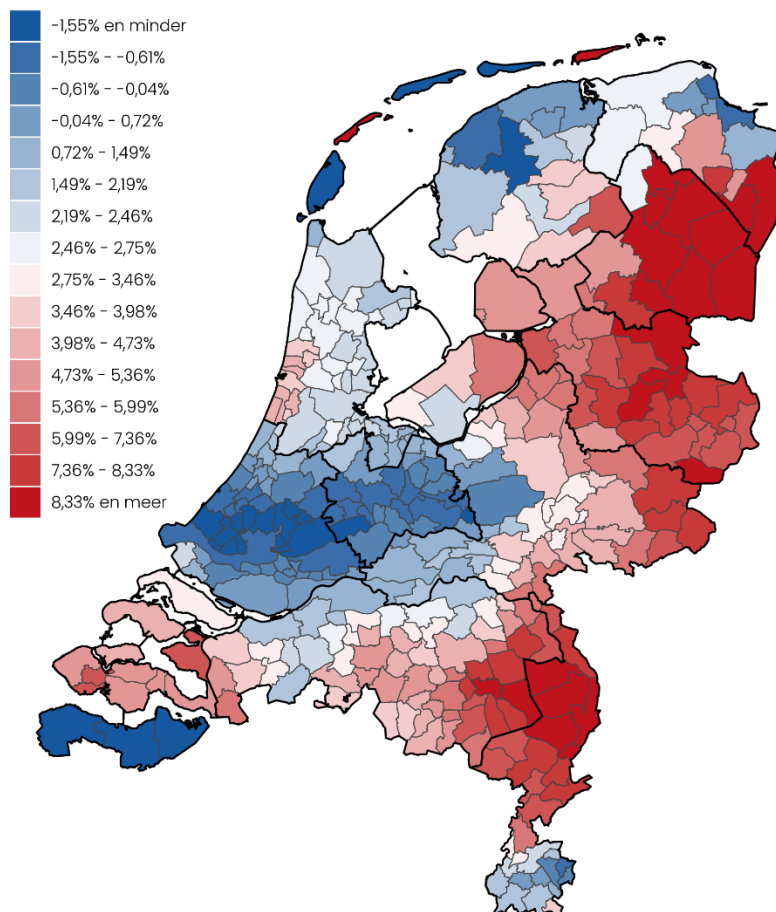 -1,55% en minder
-1,55% - -0,61%
-0,61% - -0,04%
-0,04% - 0,72%
0,72% - 1,49%
1,49% - 2,19%
2,19% - 2,46%
2,46% - 2,75%
2,75% - 3,46%
3,46% - 3,98%
3,98% - 4,73%
4,73% - 5,36%
5,36% - 5,99%
5,99% - 7,36%
7,36% - 8,33%
8,33% en meer